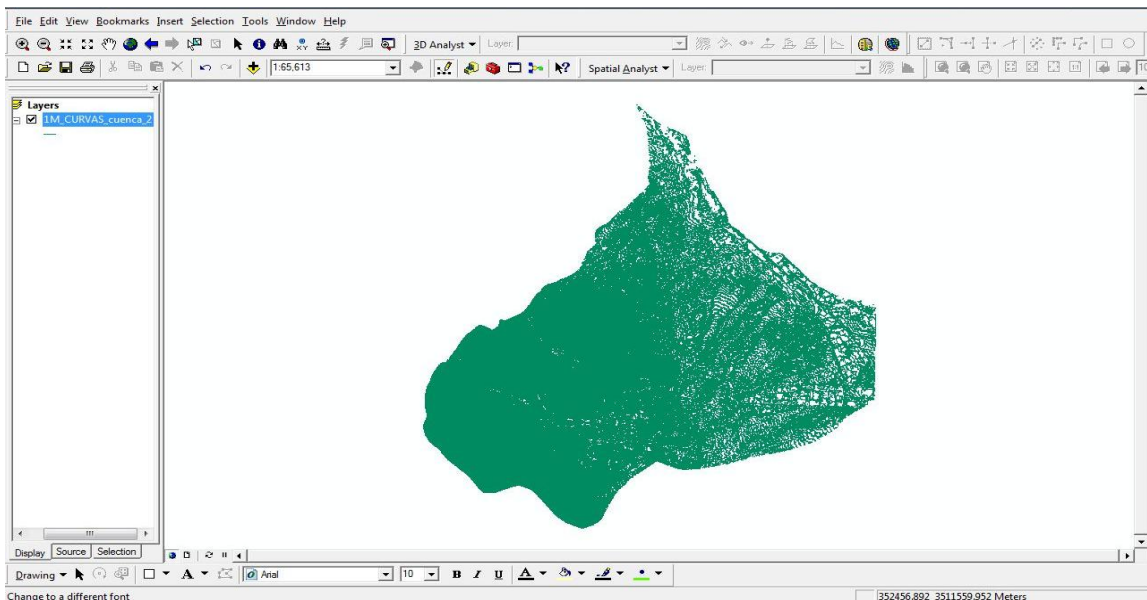 File Edit View Bookmarks Insert Selection Tools Window Help
3D Analyst Layer:
1:65,613 Spatial Analyst Layer:
Layers
1M_CURVAS_cuenca_2
Display Source Selection
Drawing A Arial 10 B I U A
Change to a different font 352456.892 3511559.952 Meters